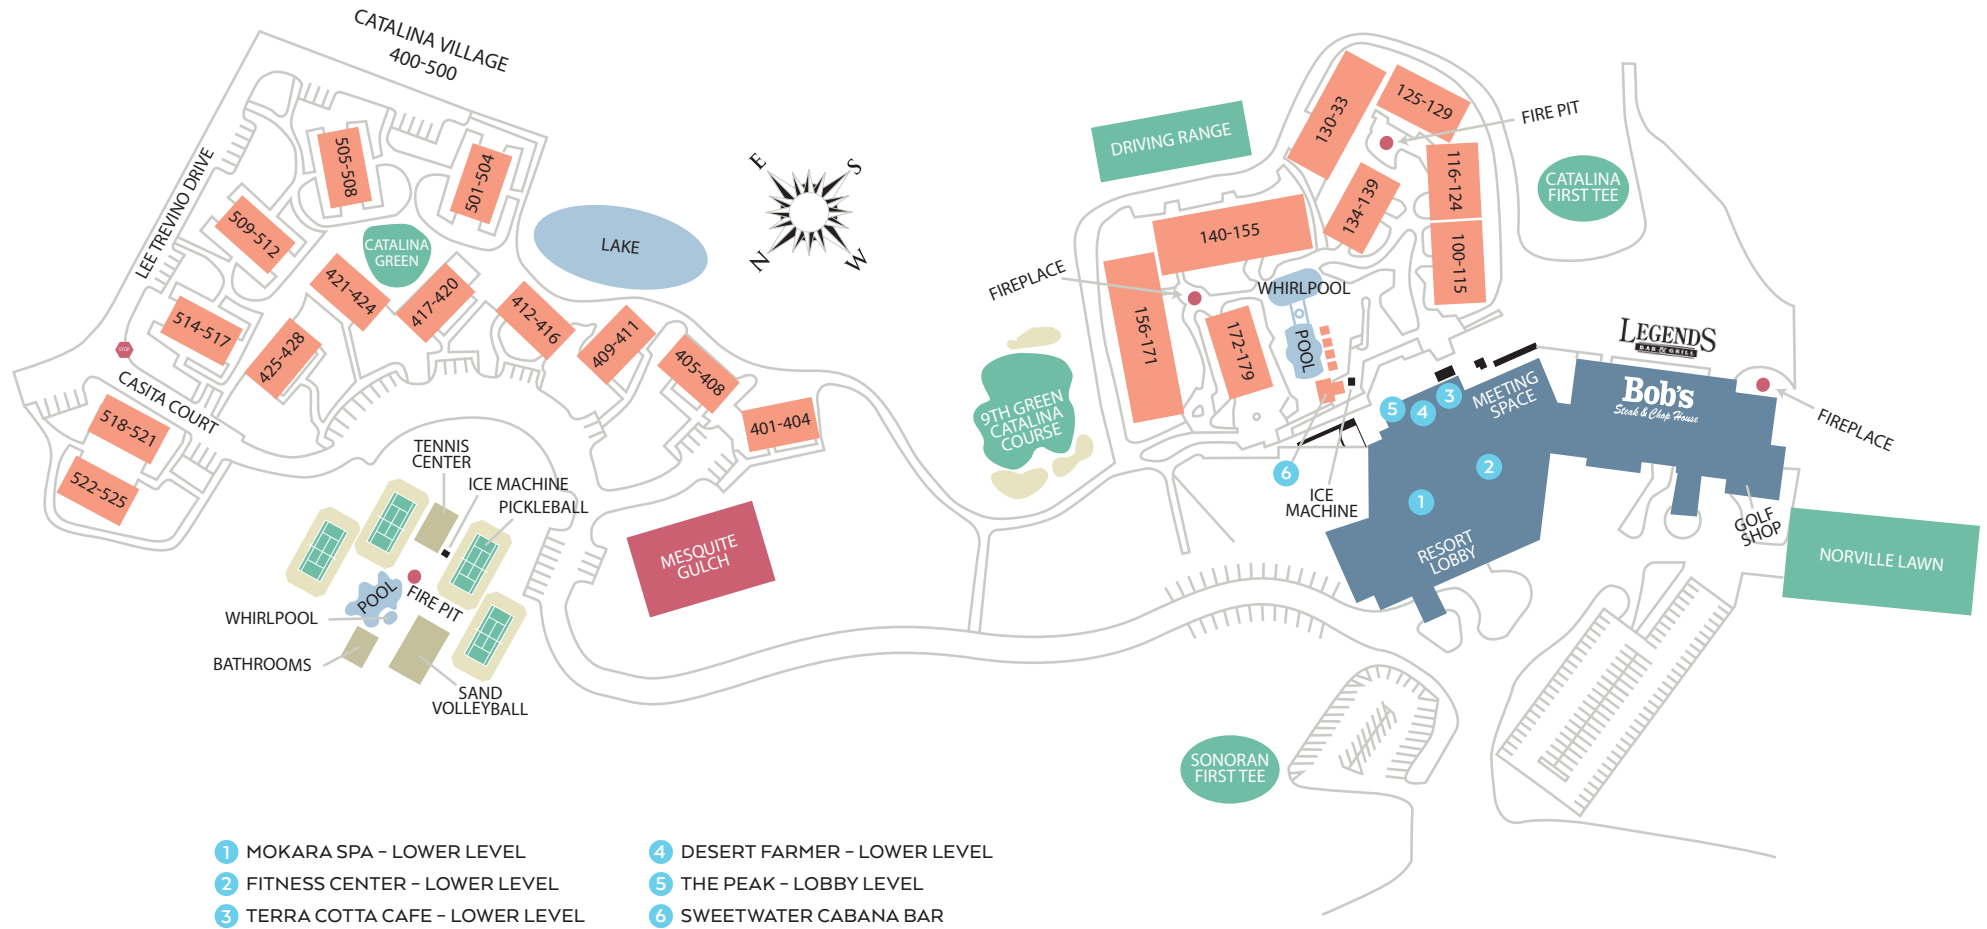 CATALINA VILLAGE
400-500
LEE TREVINO DRIVE
505-508
501-504
509-512
CATALINA
GREEN
421-424
417-420
514-517
425-428
412-416
409-411
405-408
401-404
STOP
CASITA COURT
518-521
522-525
LAKE
E
S
N
W
TENNIS
CENTER
ICE MACHINE
PICKLEBALL
POOL
FIRE PIT
WHIRLPOOL
BATHROOMS
SAND
VOLLEYBALL
MESQUITE
GULCH
DRIVING RANGE
130-33
125-129
FIRE PIT
116-124
134-139
100-115
140-155
156-171
172-179
FIREPLACE
WHIRLPOOL
POOL
CATALINA
FIRST TEE
9TH GREEN
CATALINA
COURSE
LEGENDS
BAR & GRILL
Bob's
Steak & Chop House
MEETING
SPACE
5
4
3
2
1
6
ICE
MACHINE
RESORT
LOBBY
FIREPLACE
GOLF
SHOP
NORVILLE LAWN
SONORAN
FIRST TEE
1 MOKARA SPA – LOWER LEVEL
2 FITNESS CENTER – LOWER LEVEL
3 TERRA COTTA CAFE – LOWER LEVEL
4 DESERT FARMER – LOWER LEVEL
5 THE PEAK – LOBBY LEVEL
6 SWEETWATER CABANA BAR